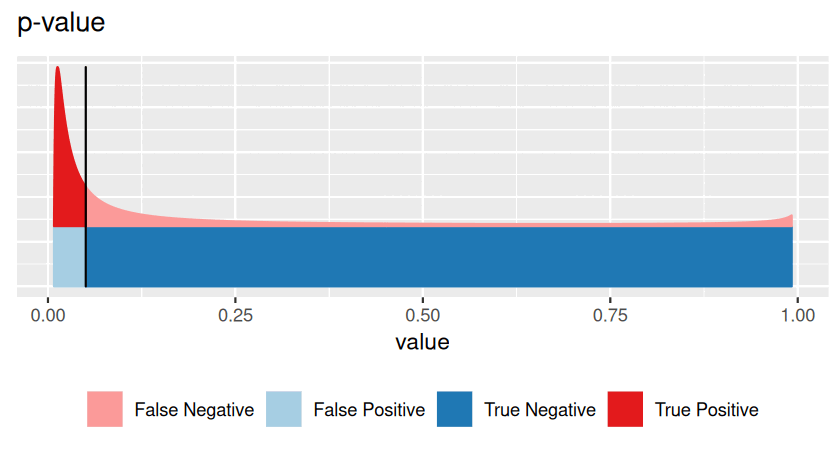 p-value
0.00 0.25 0.50 0.75 1.00
value
False Negative False Positive True Negative True Positive